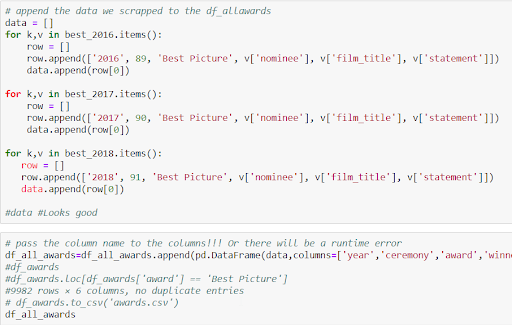 # append the data we scrapped to the df_allawards
data = []
for k,v in best_2016.items():
    row = []
    row.append(['2016', 89, 'Best Picture', v['nominee'], v['film_title'], v['statement']])
    data.append(row[0])
for k,v in best_2017.items():
    row = []
    row.append(['2017', 90, 'Best Picture', v['nominee'], v['film_title'], v['statement']])
    data.append(row[0])
for k,v in best_2018.items():
   row = []
   row.append(['2018', 91, 'Best Picture', v['nominee'], v['film_title'], v['statement']])
   data.append(row[0])
#data #Looks good
# pass the column name to the columns!!! Or there will be a runtime error
df_all_awards=df_all_awards.append(pd.DataFrame(data,columns=['year','ceremony','award','winn
#df_awards
#df_awards.loc[df_awards['award'] == 'Best Picture']
#9982 rows × 6 columns, no duplicate entries
# df_awards.to_csv('awards.csv')
df_all_awards